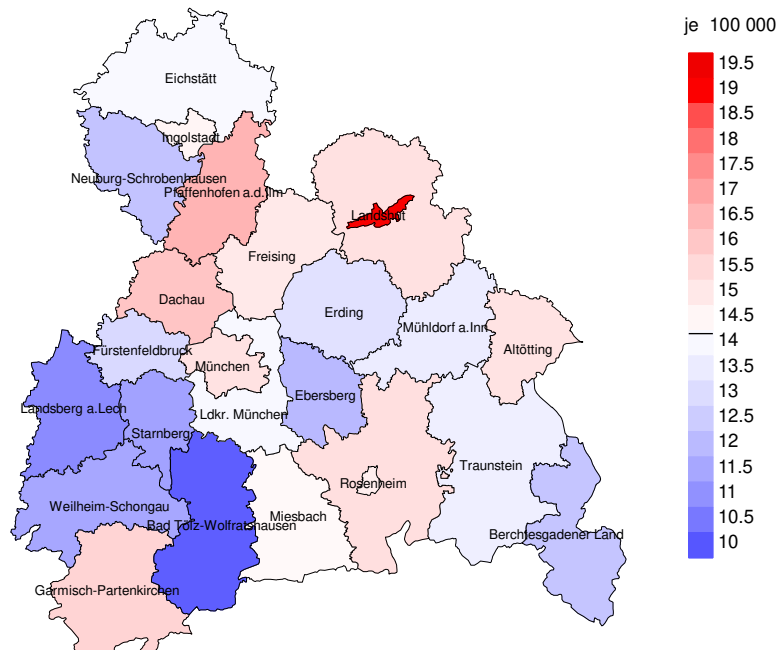 je 100 000
19.5
19
18.5
18
17.5
17
16.5
16
15.5
15
14.5
14
13.5
13
12.5
12
11.5
11
10.5
10
Eichstätt
Ingolstadt
Neuburg-Schrobenhausen
Pfaffenhofen a.d.Ilm
Landshut
Freising
Dachau
Erding
Mühldorf a.Inn
Altötting
Fürstenfeldbruck
München
Ebersberg
Landsberg a.Lech
Ldkr. München
Starnberg
Traunstein
Rosenheim
Weilheim-Schongau
Miesbach
Bad Tölz-Wolfratshausen
Berchtesgadener Land
Garmisch-Partenkirchen